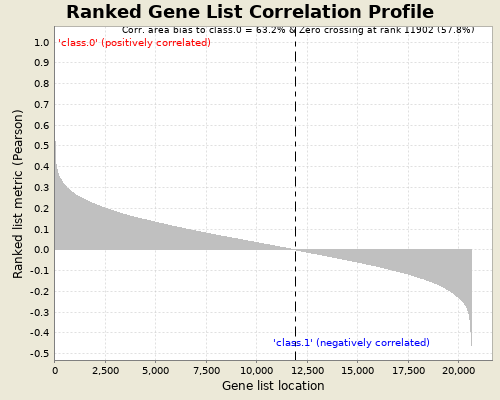 Ranked Gene List Correlation Profile
Corr. area bias to class.0 = 63.2% & Zero crossing at rank 11902 (57.8%)
'class.0' (positively correlated)
1.0
0.9
0.8
0.7
0.6
0.5
0.4
0.3
0.2
0.1
0.0
-0.1
-0.2
-0.3
-0.4
-0.5
Ranked list metric (Pearson)
'class.1' (negatively correlated)
0 2,500 5,000 7,500 10,000 12,500 15,000 17,500 20,000
Gene list location